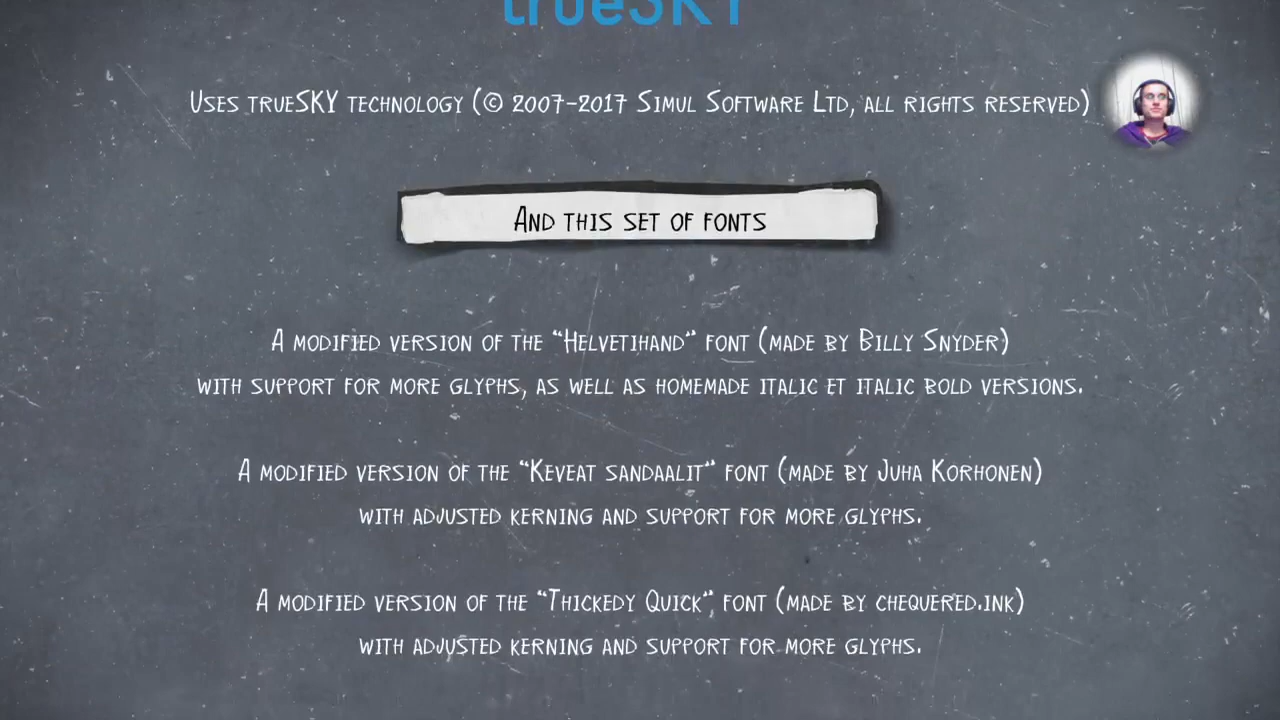 trueSKY
Uses trueSKY technology (© 2007-2017 Simul Software Ltd, all rights reserved)
And this set of fonts
A modified version of the “Helvetihand” font (made by Billy Snyder)
with support for more glyphs, as well as homemade italic et italic bold versions.
A modified version of the “Keveat sandaalit” font (made by Juha Korhonen)
with adjusted kerning and support for more glyphs.
A modified version of the “Thickedy Quick” font (made by chequered.ink)
with adjusted kerning and support for more glyphs.